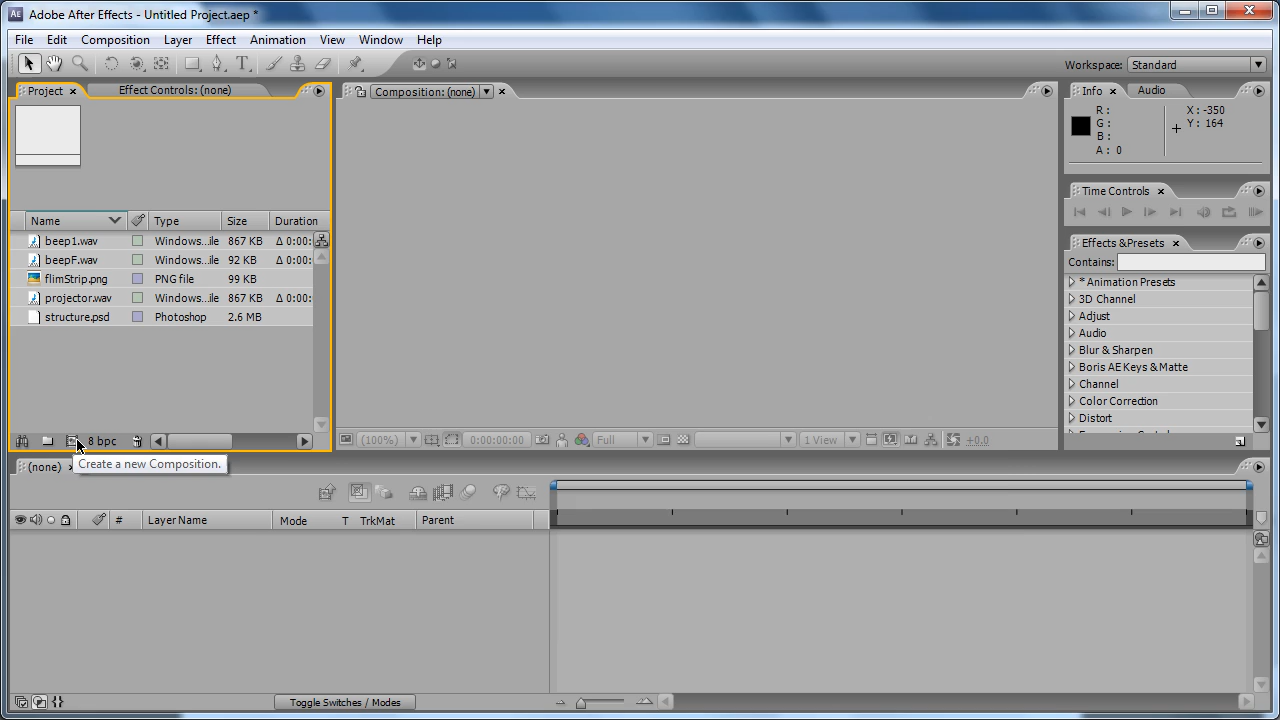 Adobe After Effects - Untitled Project.aep *
File Edit Composition Layer Effect Animation View Window Help
Workspace: Standard
Project Effect Controls: (none)
Composition: (none)
Info Audio
R :
G :
B :
A : 0
X : -350
Y : 164
Time Controls
Name Type Size Duration
beep1.wav Windows...ile 867 KB Δ 0:00:
beepF.wav Windows...ile 92 KB Δ 0:00:
flimStrip.png PNG file 99 KB
projector.wav Windows...ile 867 KB Δ 0:00:
structure.psd Photoshop 2.6 MB
Effects & Presets
Contains:
* Animation Presets
3D Channel
Adjust
Audio
Blur & Sharpen
Boris AE Keys & Matte
Channel
Color Correction
Distort
8 bpc
(100%) 0:00:00:00 Full 1 View +0.0
Create a new Composition.
(none)
# Layer Name Mode T TrkMat Parent
Toggle Switches / Modes